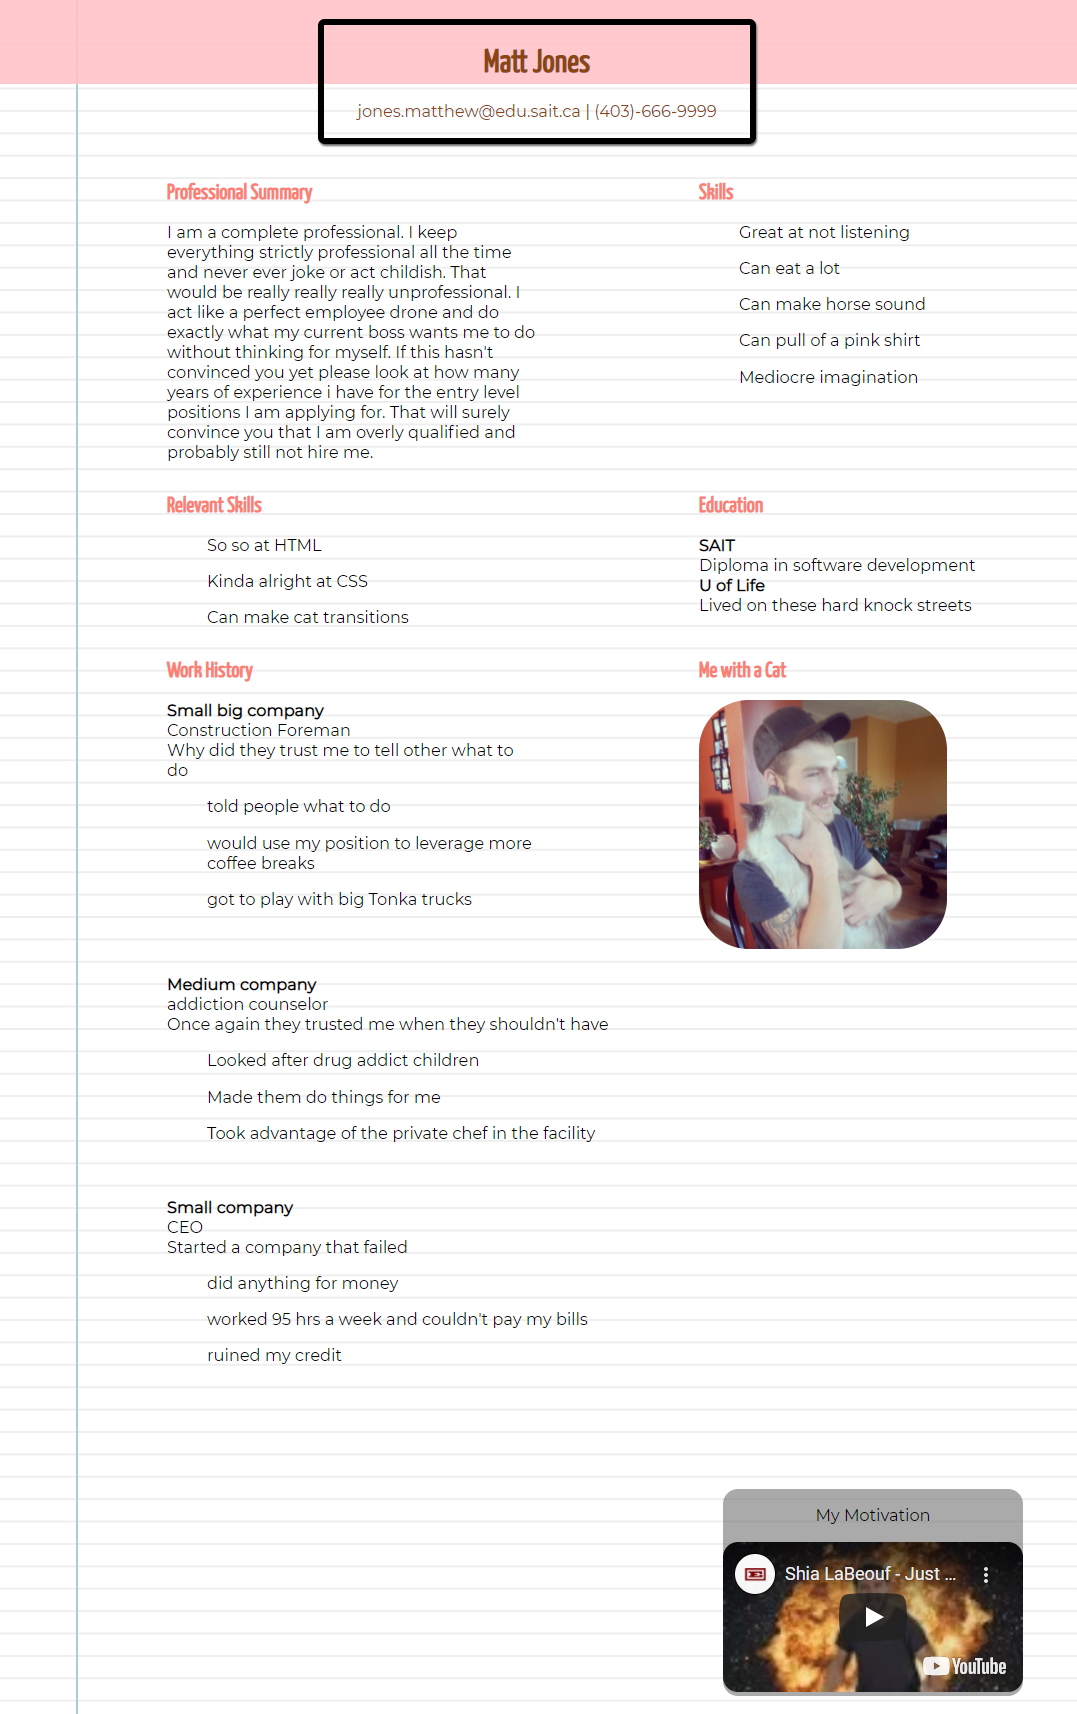 Matt Jones
jones.matthew@edu.sait.ca | (403)-666-9999
Professional Summary
I am a complete professional. I keep
everything strictly professional all the time
and never ever joke or act childish. That
would be really really really unprofessional. I
act like a perfect employee drone and do
exactly what my current boss wants me to do
without thinking for myself. If this hasn't
convinced you yet please look at how many
years of experience i have for the entry level
positions I am applying for. That will surely
convince you that I am overly qualified and
probably still not hire me.
Skills
Great at not listening
Can eat a lot
Can make horse sound
Can pull of a pink shirt
Mediocre imagination
Relevant Skills
So so at HTML
Kinda alright at CSS
Can make cat transitions
Education
SAIT
Diploma in software development
U of Life
Lived on these hard knock streets
Work History
Small big company
Construction Foreman
Why did they trust me to tell other what to
do
told people what to do
would use my position to leverage more
coffee breaks
got to play with big Tonka trucks
Me with a Cat
Medium company
addiction counselor
Once again they trusted me when they shouldn't have
Looked after drug addict children
Made them do things for me
Took advantage of the private chef in the facility
Small company
CEO
Started a company that failed
did anything for money
worked 95 hrs a week and couldn't pay my bills
ruined my credit
My Motivation
Shia LaBeouf - Just ...
YouTube